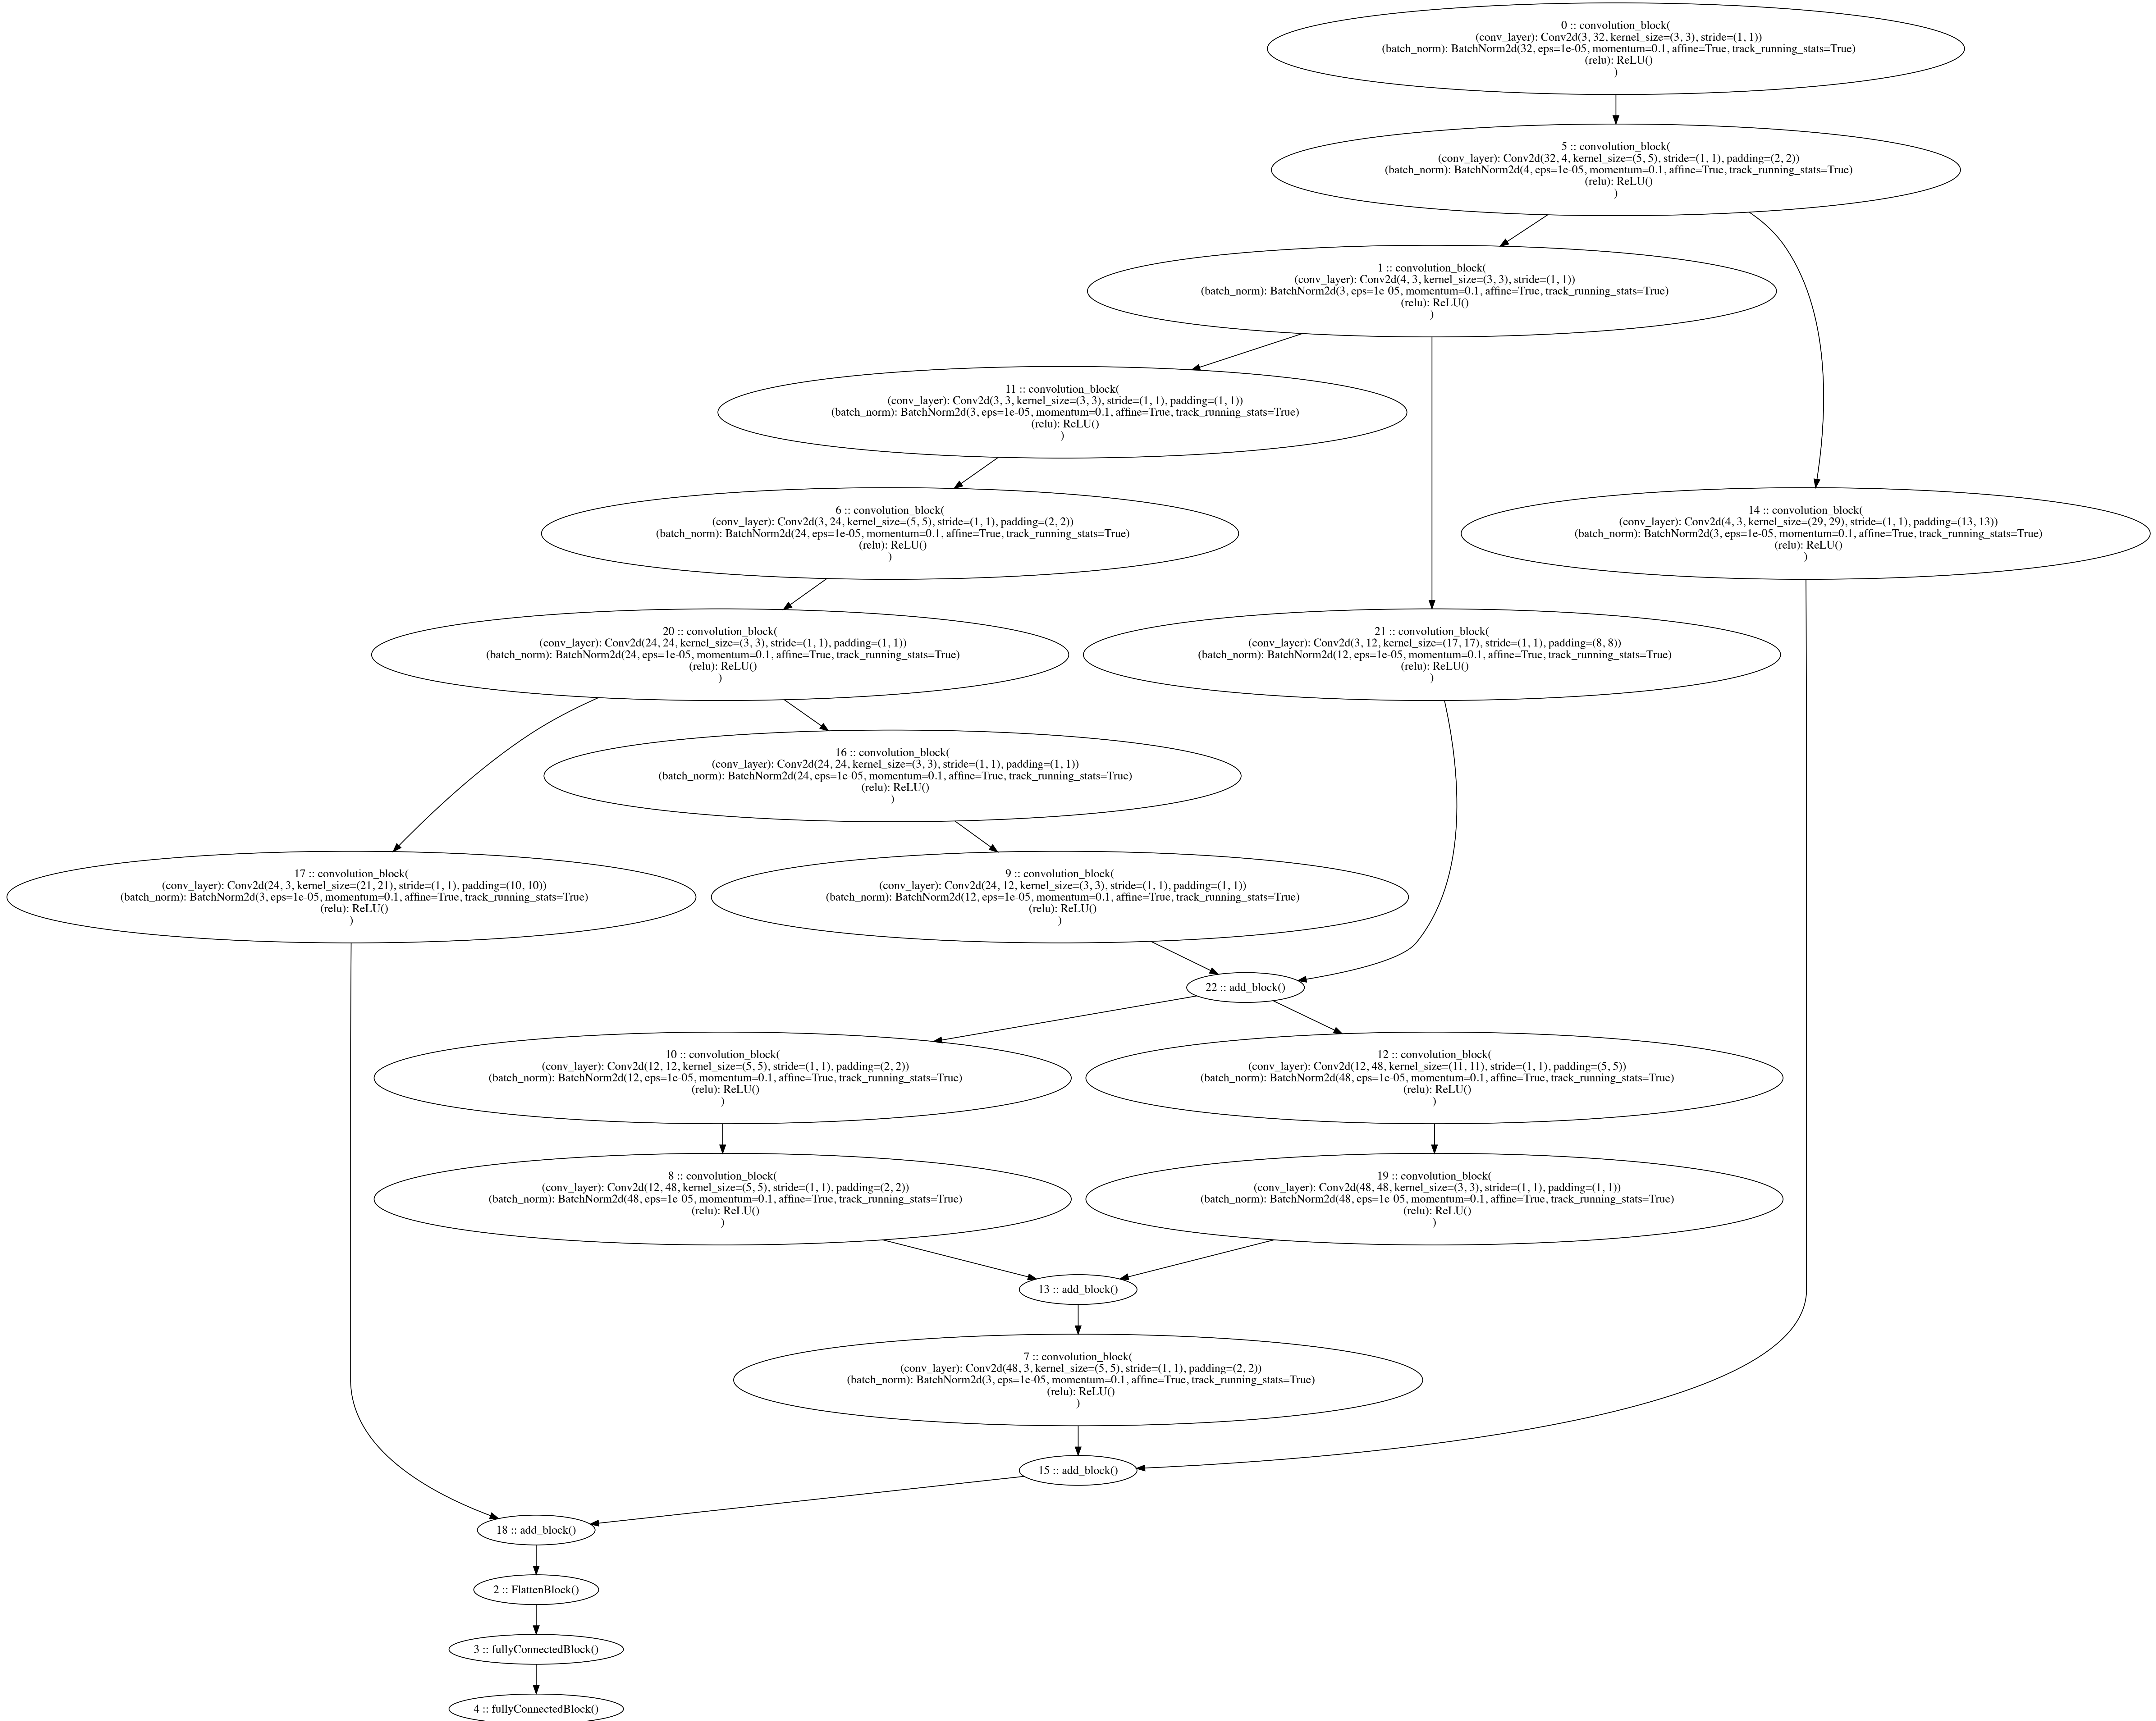 0 :: convolution_block(
(conv_layer): Conv2d(3, 32, kernel_size=(3, 3), stride=(1, 1))
(batch_norm): BatchNorm2d(32, eps=1e-05, momentum=0.1, affine=True, track_running_stats=True)
(relu): ReLU()
)
5 :: convolution_block(
(conv_layer): Conv2d(32, 4, kernel_size=(5, 5), stride=(1, 1), padding=(2, 2))
(batch_norm): BatchNorm2d(4, eps=1e-05, momentum=0.1, affine=True, track_running_stats=True)
(relu): ReLU()
)
1 :: convolution_block(
(conv_layer): Conv2d(4, 3, kernel_size=(3, 3), stride=(1, 1))
(batch_norm): BatchNorm2d(3, eps=1e-05, momentum=0.1, affine=True, track_running_stats=True)
(relu): ReLU()
)
11 :: convolution_block(
(conv_layer): Conv2d(3, 3, kernel_size=(3, 3), stride=(1, 1), padding=(1, 1))
(batch_norm): BatchNorm2d(3, eps=1e-05, momentum=0.1, affine=True, track_running_stats=True)
(relu): ReLU()
)
6 :: convolution_block(
(conv_layer): Conv2d(3, 24, kernel_size=(5, 5), stride=(1, 1), padding=(2, 2))
(batch_norm): BatchNorm2d(24, eps=1e-05, momentum=0.1, affine=True, track_running_stats=True)
(relu): ReLU()
)
14 :: convolution_block(
(conv_layer): Conv2d(4, 3, kernel_size=(29, 29), stride=(1, 1), padding=(13, 13))
(batch_norm): BatchNorm2d(3, eps=1e-05, momentum=0.1, affine=True, track_running_stats=True)
(relu): ReLU()
)
20 :: convolution_block(
(conv_layer): Conv2d(24, 24, kernel_size=(3, 3), stride=(1, 1), padding=(1, 1))
(batch_norm): BatchNorm2d(24, eps=1e-05, momentum=0.1, affine=True, track_running_stats=True)
(relu): ReLU()
)
21 :: convolution_block(
(conv_layer): Conv2d(3, 12, kernel_size=(17, 17), stride=(1, 1), padding=(8, 8))
(batch_norm): BatchNorm2d(12, eps=1e-05, momentum=0.1, affine=True, track_running_stats=True)
(relu): ReLU()
)
16 :: convolution_block(
(conv_layer): Conv2d(24, 24, kernel_size=(3, 3), stride=(1, 1), padding=(1, 1))
(batch_norm): BatchNorm2d(24, eps=1e-05, momentum=0.1, affine=True, track_running_stats=True)
(relu): ReLU()
)
17 :: convolution_block(
(conv_layer): Conv2d(24, 3, kernel_size=(21, 21), stride=(1, 1), padding=(10, 10))
(batch_norm): BatchNorm2d(3, eps=1e-05, momentum=0.1, affine=True, track_running_stats=True)
(relu): ReLU()
)
9 :: convolution_block(
(conv_layer): Conv2d(24, 12, kernel_size=(3, 3), stride=(1, 1), padding=(1, 1))
(batch_norm): BatchNorm2d(12, eps=1e-05, momentum=0.1, affine=True, track_running_stats=True)
(relu): ReLU()
)
22 :: add_block()
10 :: convolution_block(
(conv_layer): Conv2d(12, 12, kernel_size=(5, 5), stride=(1, 1), padding=(2, 2))
(batch_norm): BatchNorm2d(12, eps=1e-05, momentum=0.1, affine=True, track_running_stats=True)
(relu): ReLU()
)
12 :: convolution_block(
(conv_layer): Conv2d(12, 48, kernel_size=(11, 11), stride=(1, 1), padding=(5, 5))
(batch_norm): BatchNorm2d(48, eps=1e-05, momentum=0.1, affine=True, track_running_stats=True)
(relu): ReLU()
)
8 :: convolution_block(
(conv_layer): Conv2d(12, 48, kernel_size=(5, 5), stride=(1, 1), padding=(2, 2))
(batch_norm): BatchNorm2d(48, eps=1e-05, momentum=0.1, affine=True, track_running_stats=True)
(relu): ReLU()
)
19 :: convolution_block(
(conv_layer): Conv2d(48, 48, kernel_size=(3, 3), stride=(1, 1), padding=(1, 1))
(batch_norm): BatchNorm2d(48, eps=1e-05, momentum=0.1, affine=True, track_running_stats=True)
(relu): ReLU()
)
13 :: add_block()
7 :: convolution_block(
(conv_layer): Conv2d(48, 3, kernel_size=(5, 5), stride=(1, 1), padding=(2, 2))
(batch_norm): BatchNorm2d(3, eps=1e-05, momentum=0.1, affine=True, track_running_stats=True)
(relu): ReLU()
)
15 :: add_block()
18 :: add_block()
2 :: FlattenBlock()
3 :: fullyConnectedBlock()
4 :: fullyConnectedBlock()